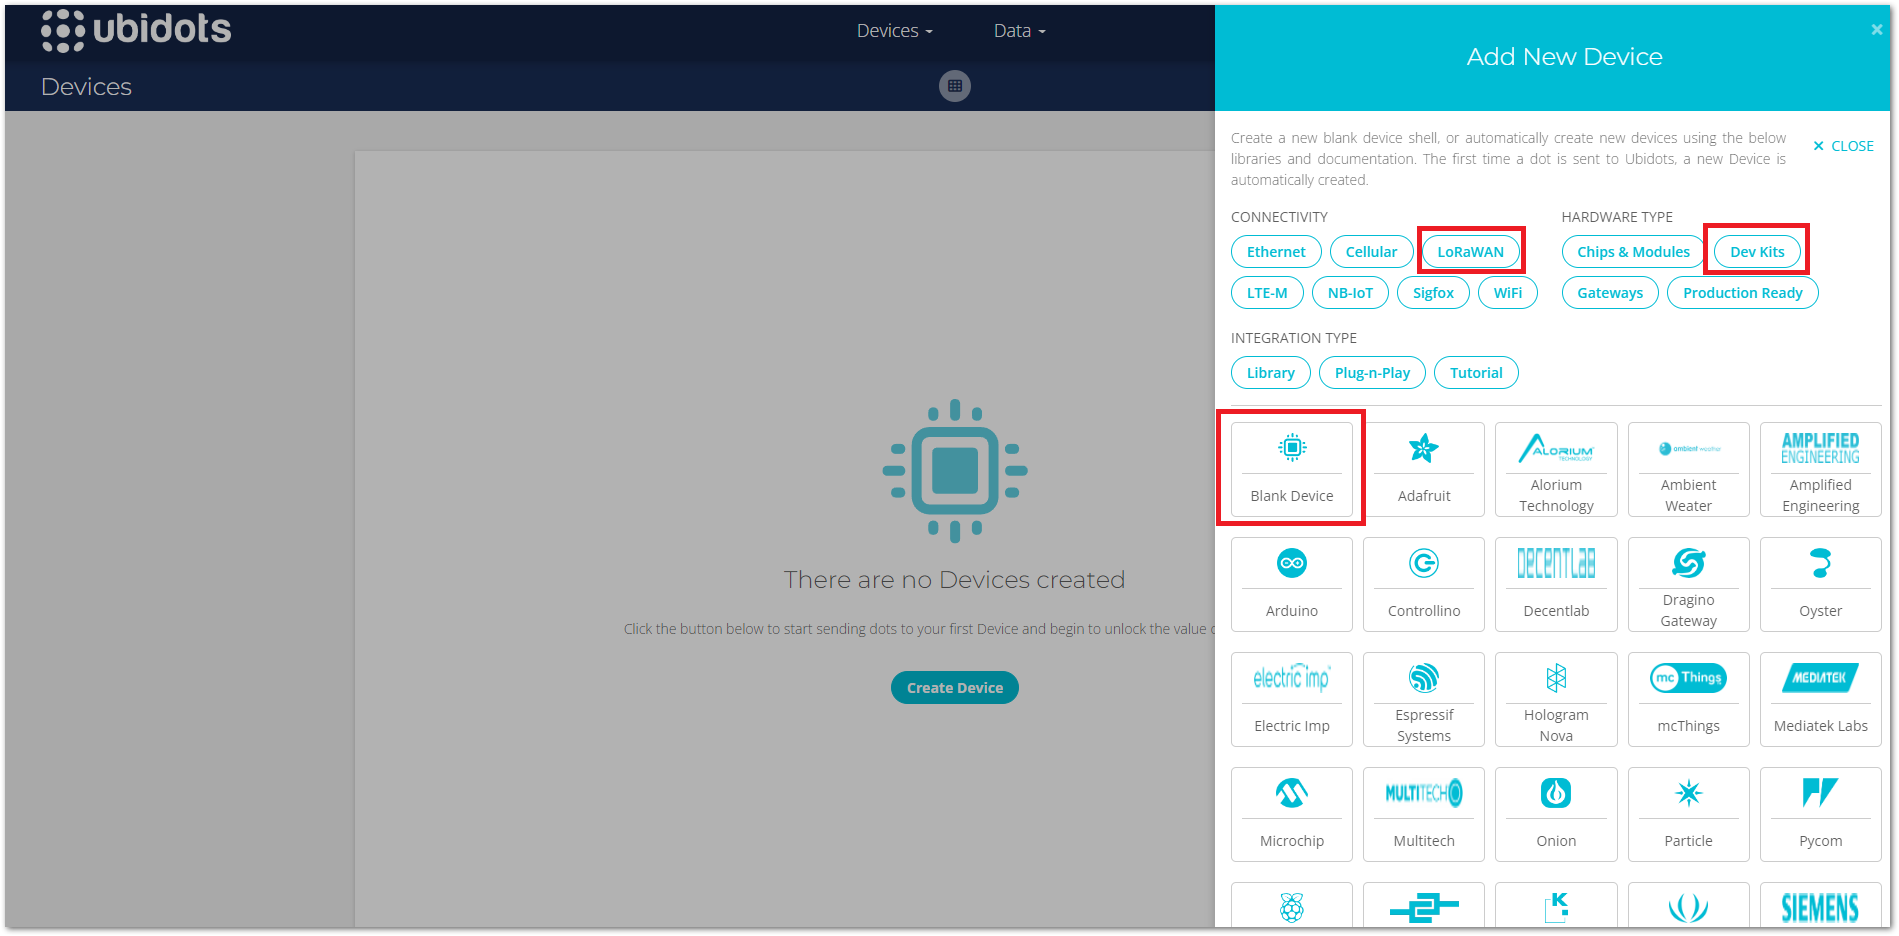 ubidots
Devices
Data
Devices
There are no Devices created
Click the button below to start sending dots to your first Device and begin to unlock the value
Create Device
×
Add New Device
Create a new blank device shell, or automatically create new devices using the below
libraries and documentation. The first time a dot is sent to Ubidots, a new Device is
automatically created.
× CLOSE
CONNECTIVITY
Ethernet Cellular LoRaWAN
LTE-M NB-IoT Sigfox WiFi
HARDWARE TYPE
Chips & Modules Dev Kits
Gateways Production Ready
INTEGRATION TYPE
Library Plug-n-Play Tutorial
Blank Device
Adafruit
ALORIUM
TECHNOLOGY
Alorium
Technology
ambient weather
Ambient
Weater
AMPLIFIED
ENGINEERING
Amplified
Engineering
Arduino
Controllino
DECENTLAB
Decentlab
Dragino
Gateway
Oyster
electric imp
Electric Imp
Espressif
Systems
Hologram
Nova
mc Things
mcThings
MEDIATEK
Mediatek Labs
Microchip
MULTITECH
Multitech
Onion
Particle
Pycom
K
SIEMENS